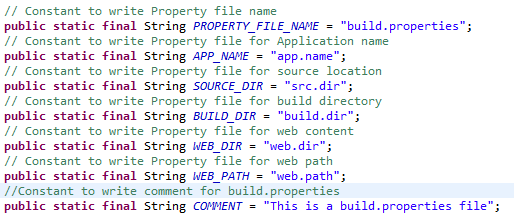 // Constant to write Property file name
public static final String PROPERTY_FILE_NAME = "build.properties";
// Constant to write Property file for Application name
public static final String APP_NAME = "app.name";
// Constant to write Property file for source location
public static final String SOURCE_DIR = "src.dir";
// Constant to write Property file for build directory
public static final String BUILD_DIR = "build.dir";
// Constant to write Property file for web content
public static final String WEB_DIR = "web.dir";
// Constant to write Property file for web path
public static final String WEB_PATH = "web.path";
//Constant to write comment for build.properties
public static final String COMMENT = "This is a build.properties file";